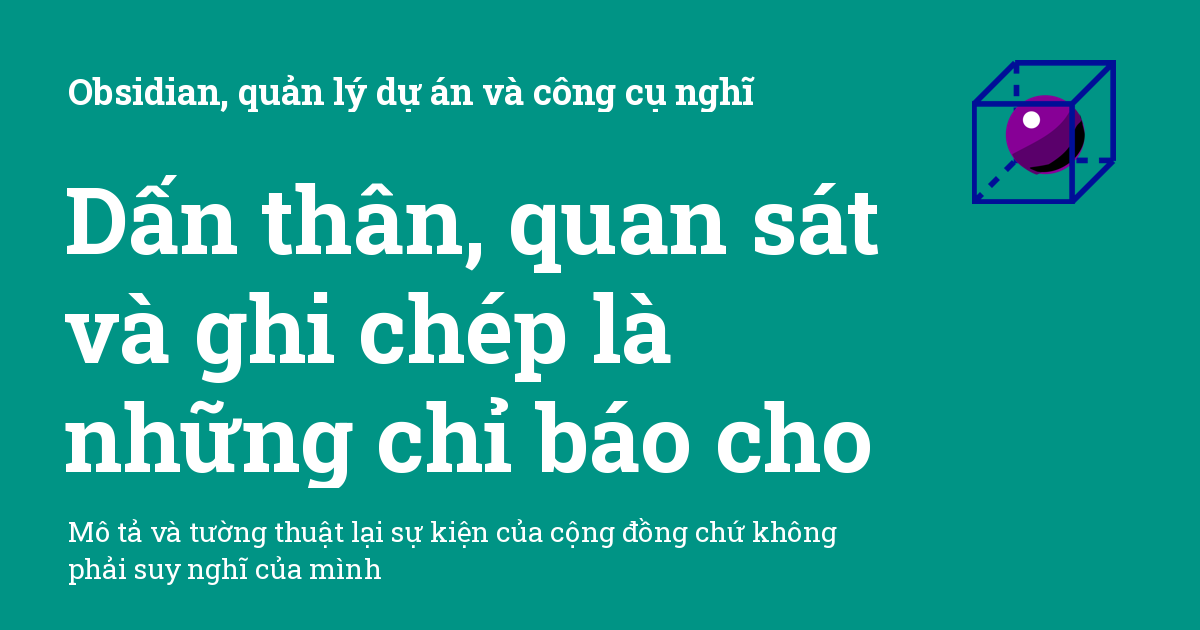 Obsidian, quản lý dự án và công cụ nghĩ
Dấn thân, quan sát
và ghi chép là
những chỉ báo cho
Mô tả và tường thuật lại sự kiện của cộng đồng chứ không
phải suy nghĩ của mình